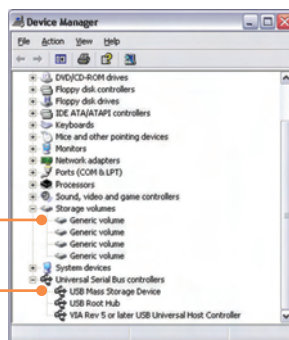 Device Manager
File Action View Help
DVD/CD-ROM drives
Floppy disk controllers
Floppy disk drives
IDE ATA/ATAPI controllers
Keyboards
Mice and other pointing devices
Monitors
Network adapters
Ports (COM & LPT)
Processors
Sound, video and game controllers
Storage volumes
Generic volume
Generic volume
Generic volume
Generic volume
System devices
Universal Serial Bus controllers
USB Mass Storage Device
USB Root Hub
VIA Rev 5 or later USB Universal Host Controller